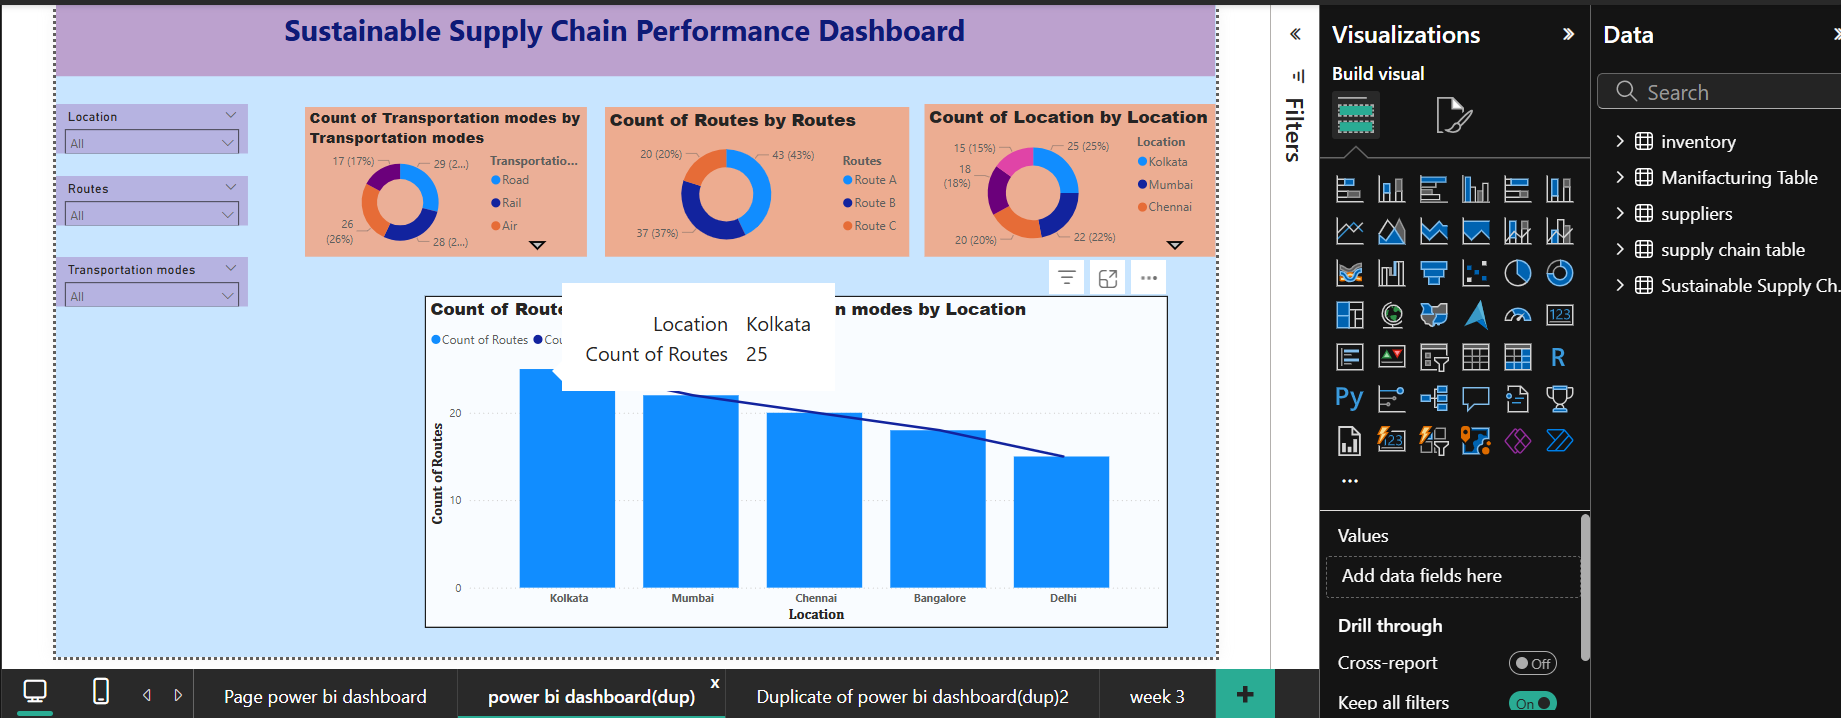 Sustainable Supply Chain Performance Dashboard
Location
All
Routes
All
Transportation modes
All
Count of Transportation modes by
Transportation modes
17 (17%)
29 (2...)
26
(26%)
28 (2...)
Transportatio...
Road
Rail
Air
Count of Routes by Routes
20 (20%)
43 (43%)
37 (37%)
Routes
Route A
Route B
Route C
Count of Location by Location
15 (15%)
25 (25%)
18
(18%)
20 (20%)
22 (22%)
Location
Kolkata
Mumbai
Chennai
Count of Route
n modes by Location
Count of Routes
Cou
Location Kolkata
Count of Routes 25
Count of Routes
20
10
0
Kolkata
Mumbai
Chennai
Bangalore
Delhi
Location
Filters
Visualizations
Build visual
123
R
Py
123
...
Values
Add data fields here
Drill through
Cross-report
Off
Keep all filters
On
Data
Search
inventory
Manifacturing Table
suppliers
supply chain table
Sustainable Supply Ch...
Page power bi dashboard
power bi dashboard(dup)
x
Duplicate of power bi dashboard(dup)2
week 3
+